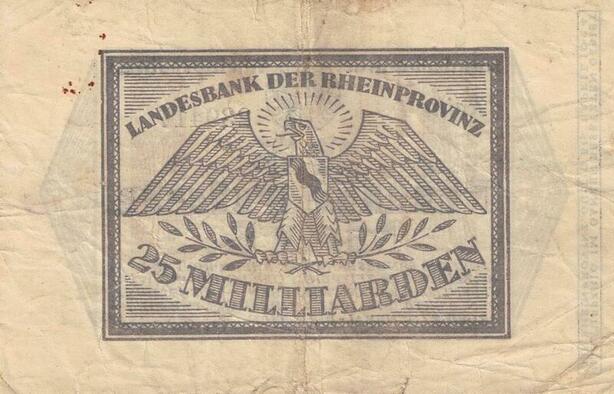 LANDESBANK DER RHEINPROVINZ
25 MILLIARDEN